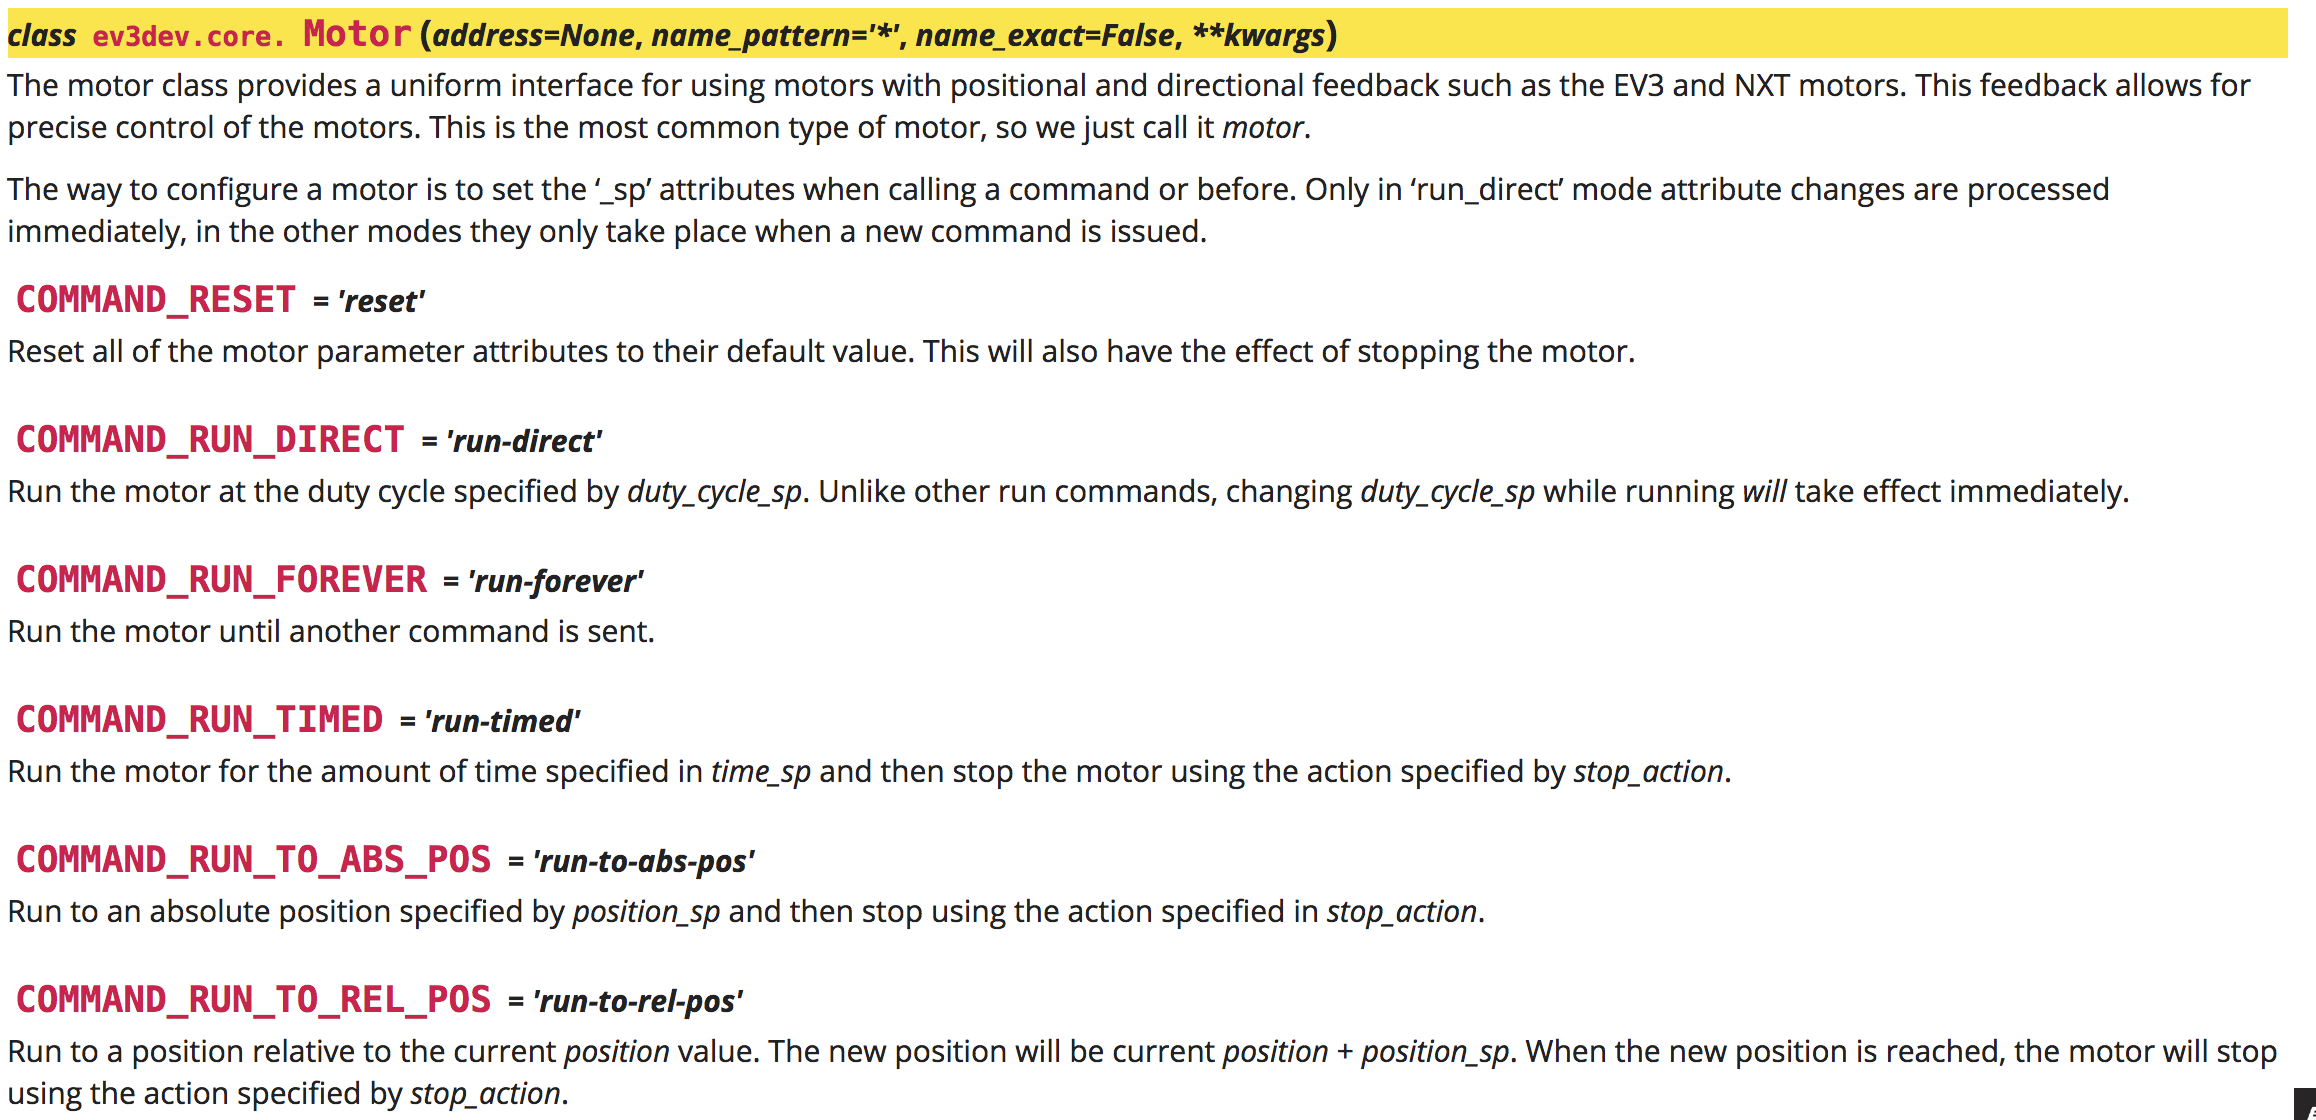 class ev3dev.core. Motor(address=None, name_pattern='*', name_exact=False, **kwargs)
The motor class provides a uniform interface for using motors with positional and directional feedback such as the EV3 and NXT motors. This feedback allows for
precise control of the motors. This is the most common type of motor, so we just call it motor.
The way to configure a motor is to set the ‘_sp’ attributes when calling a command or before. Only in ‘run_direct’ mode attribute changes are processed
immediately, in the other modes they only take place when a new command is issued.
COMMAND_RESET = 'reset'
Reset all of the motor parameter attributes to their default value. This will also have the effect of stopping the motor.
COMMAND_RUN_DIRECT = 'run-direct'
Run the motor at the duty cycle specified by duty_cycle_sp. Unlike other run commands, changing duty_cycle_sp while running will take effect immediately.
COMMAND_RUN_FOREVER = 'run-forever'
Run the motor until another command is sent.
COMMAND_RUN_TIMED = 'run-timed'
Run the motor for the amount of time specified in time_sp and then stop the motor using the action specified by stop_action.
COMMAND_RUN_TO_ABS_POS = 'run-to-abs-pos'
Run to an absolute position specified by position_sp and then stop using the action specified in stop_action.
COMMAND_RUN_TO_REL_POS = 'run-to-rel-pos'
Run to a position relative to the current position value. The new position will be current position + position_sp. When the new position is reached, the motor will stop
using the action specified by stop_action.